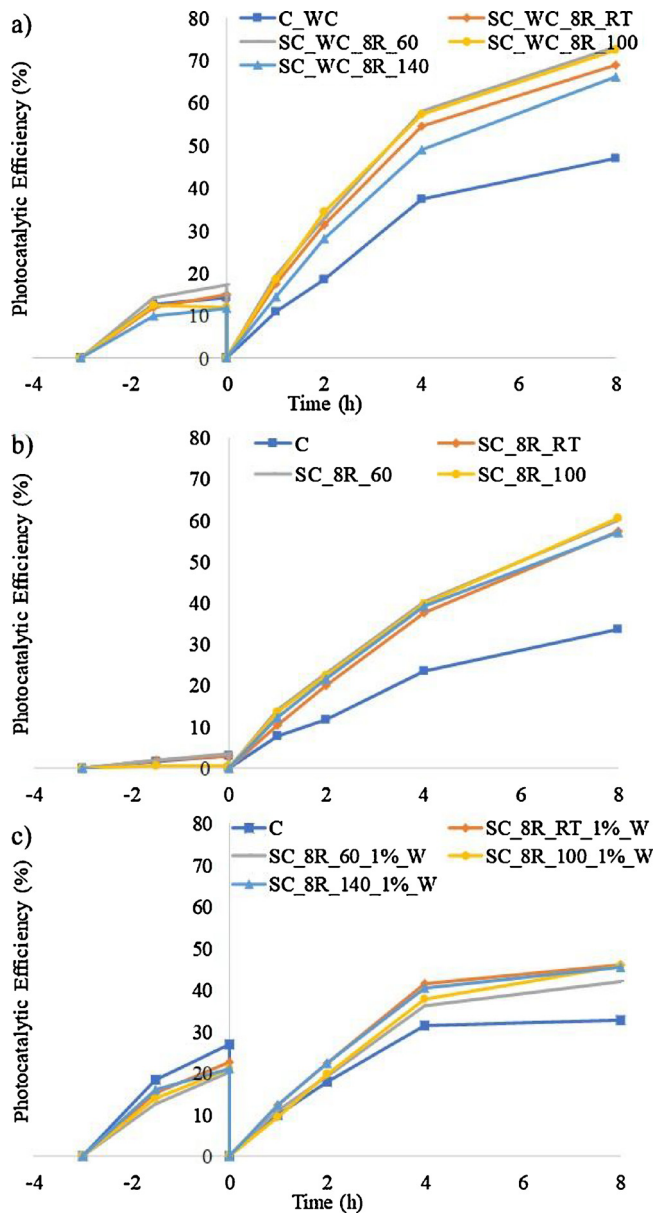 a)
C_WC
SC_WC_8R_RT
SC_WC_8R_60
SC_WC_8R_100
SC_WC_8R_140
Photocatalytic Efficiency (%)
80
70
60
50
40
30
20
10
0
-4
-2
0
2
4
6
8
Time (h)
b)
C
SC_8R_RT
SC_8R_60
SC_8R_100
Photocatalytic Efficiency (%)
80
70
60
50
40
30
20
10
0
-4
-2
0
2
4
6
8
Time (h)
c)
C
SC_8R_RT_1%_W
SC_8R_60_1%_W
SC_8R_100_1%_W
SC_8R_140_1%_W
Photocatalytic Efficiency (%)
80
70
60
50
40
30
20
10
0
-4
-2
0
2
4
6
8
Time (h)